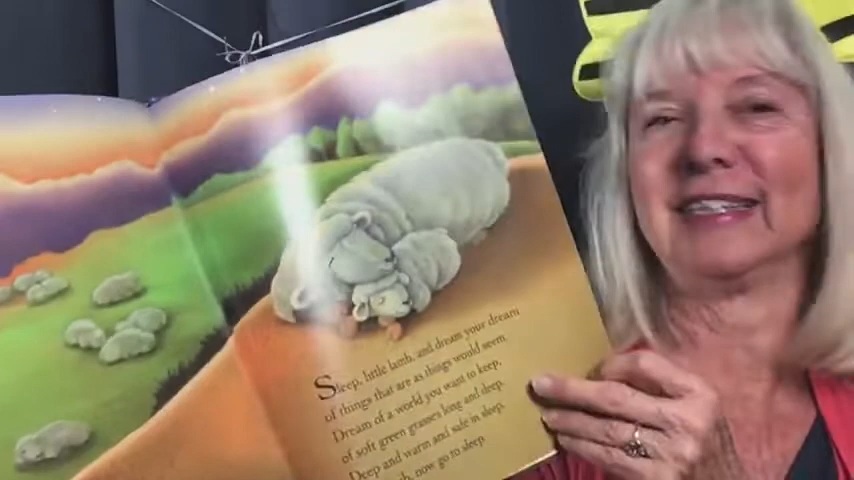 Sleep, little lamb, and dream your dream
of things that are as things would seem.
Dream of a world you want to keep,
of soft green grasses long and deep.
Deep and warm and safe in sleep,
lamb, now go to sleep